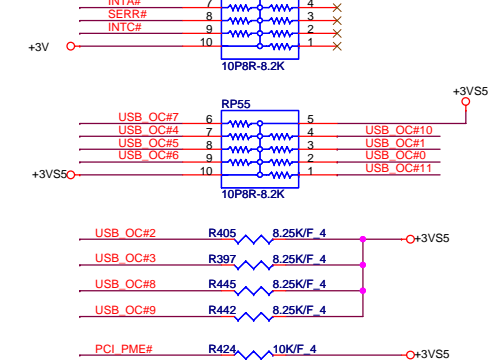 INTA# 7 4
SERR# 8 3
INTC# 9 2
+3V 10 1
10P8R-8.2K
+3VS5
RP55
USB_OC#7 6 5
USB_OC#4 7 4 USB_OC#10
USB_OC#5 8 3 USB_OC#1
USB_OC#6 9 2 USB_OC#0
+3VS5 10 1 USB_OC#11
10P8R-8.2K
USB_OC#2 R405 8.25K/F_4 +3VS5
USB_OC#3 R397 8.25K/F_4
USB_OC#8 R445 8.25K/F_4
USB_OC#9 R442 8.25K/F_4
PCI_PME# R424 10K/F_4 +3VS5